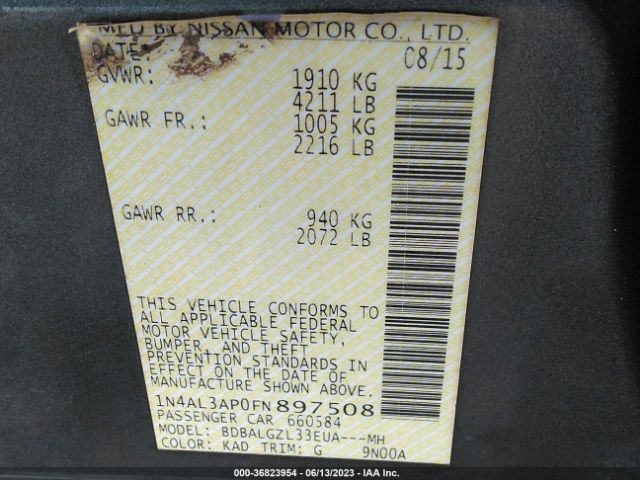 MFD BY NISSAN MOTOR CO., LTD.
DATE: 08/15
GVWR: 1910 KG
4211 LB
GAWR FR.: 1005 KG
2216 LB
GAWR RR.: 940 KG
2072 LB
THIS VEHICLE CONFORMS TO
ALL APPLICABLE FEDERAL
MOTOR VEHICLE SAFETY,
BUMPER, AND THEFT
PREVENTION STANDARDS IN
EFFECT ON THE DATE OF
MANUFACTURE SHOWN ABOVE.
1N4AL3AP0FN897508
PASSENGER CAR 660584
MODEL: BDBALGZL33EUA---MH
COLOR: KAD TRIM: G 9N00A
000-36823954 - 06/13/2023 - IAA Inc.